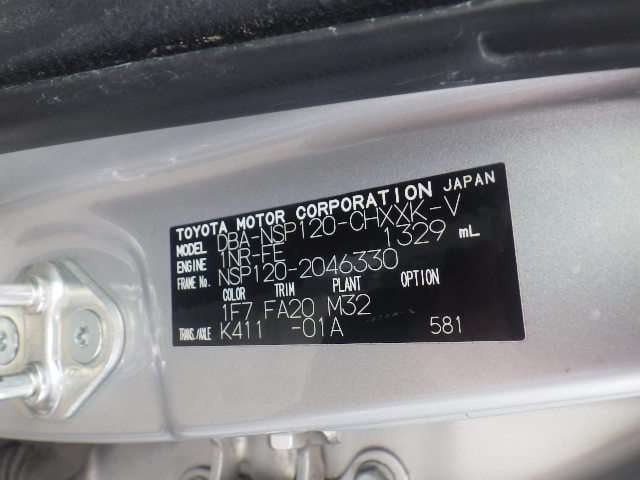 TOYOTA MOTOR CORPORATION JAPAN
MODEL DBA-NSP120-CHXXK-V
ENGINE 1NR-FE 1329 mL
FRAME No. NSP120-2046330
COLOR TRIM PLANT OPTION
1F7 FA20 M32
TRANS./AXLE K411 -01A 581